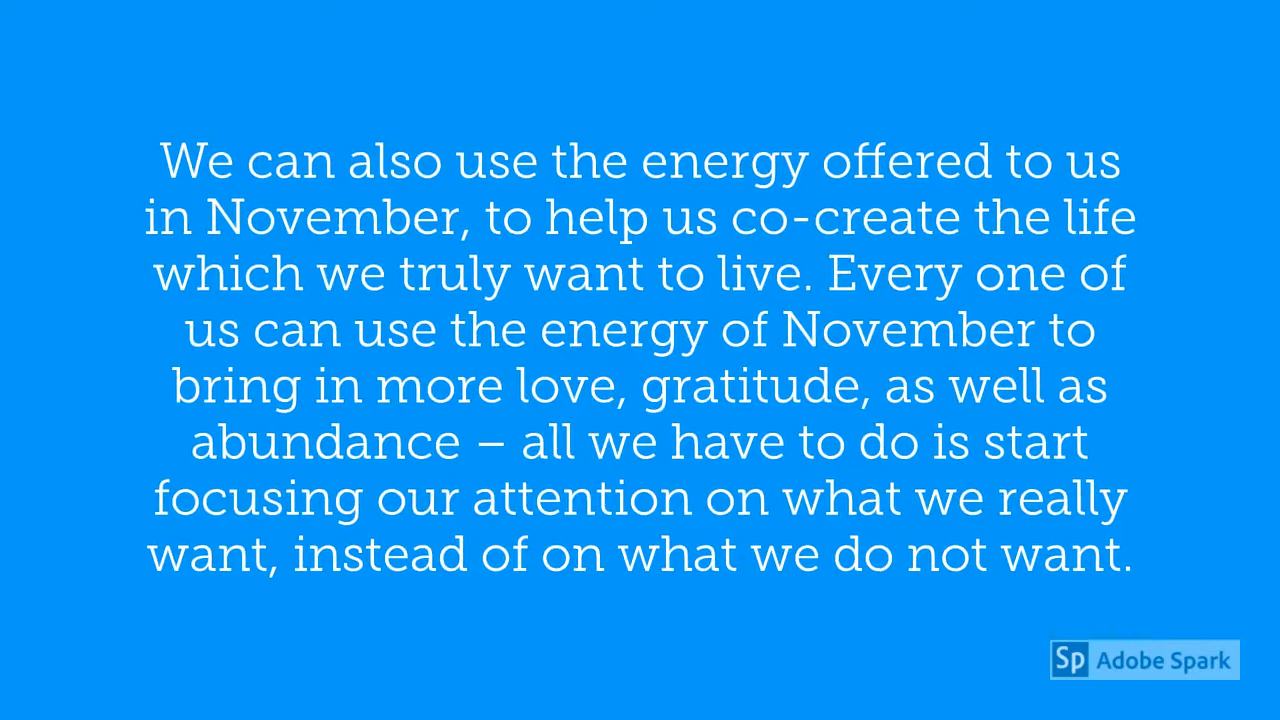 We can also use the energy offered to us
in November, to help us co-create the life
which we truly want to live. Every one of
us can use the energy of November to
bring in more love, gratitude, as well as
abundance – all we have to do is start
focusing our attention on what we really
want, instead of on what we do not want.
Sp Adobe Spark